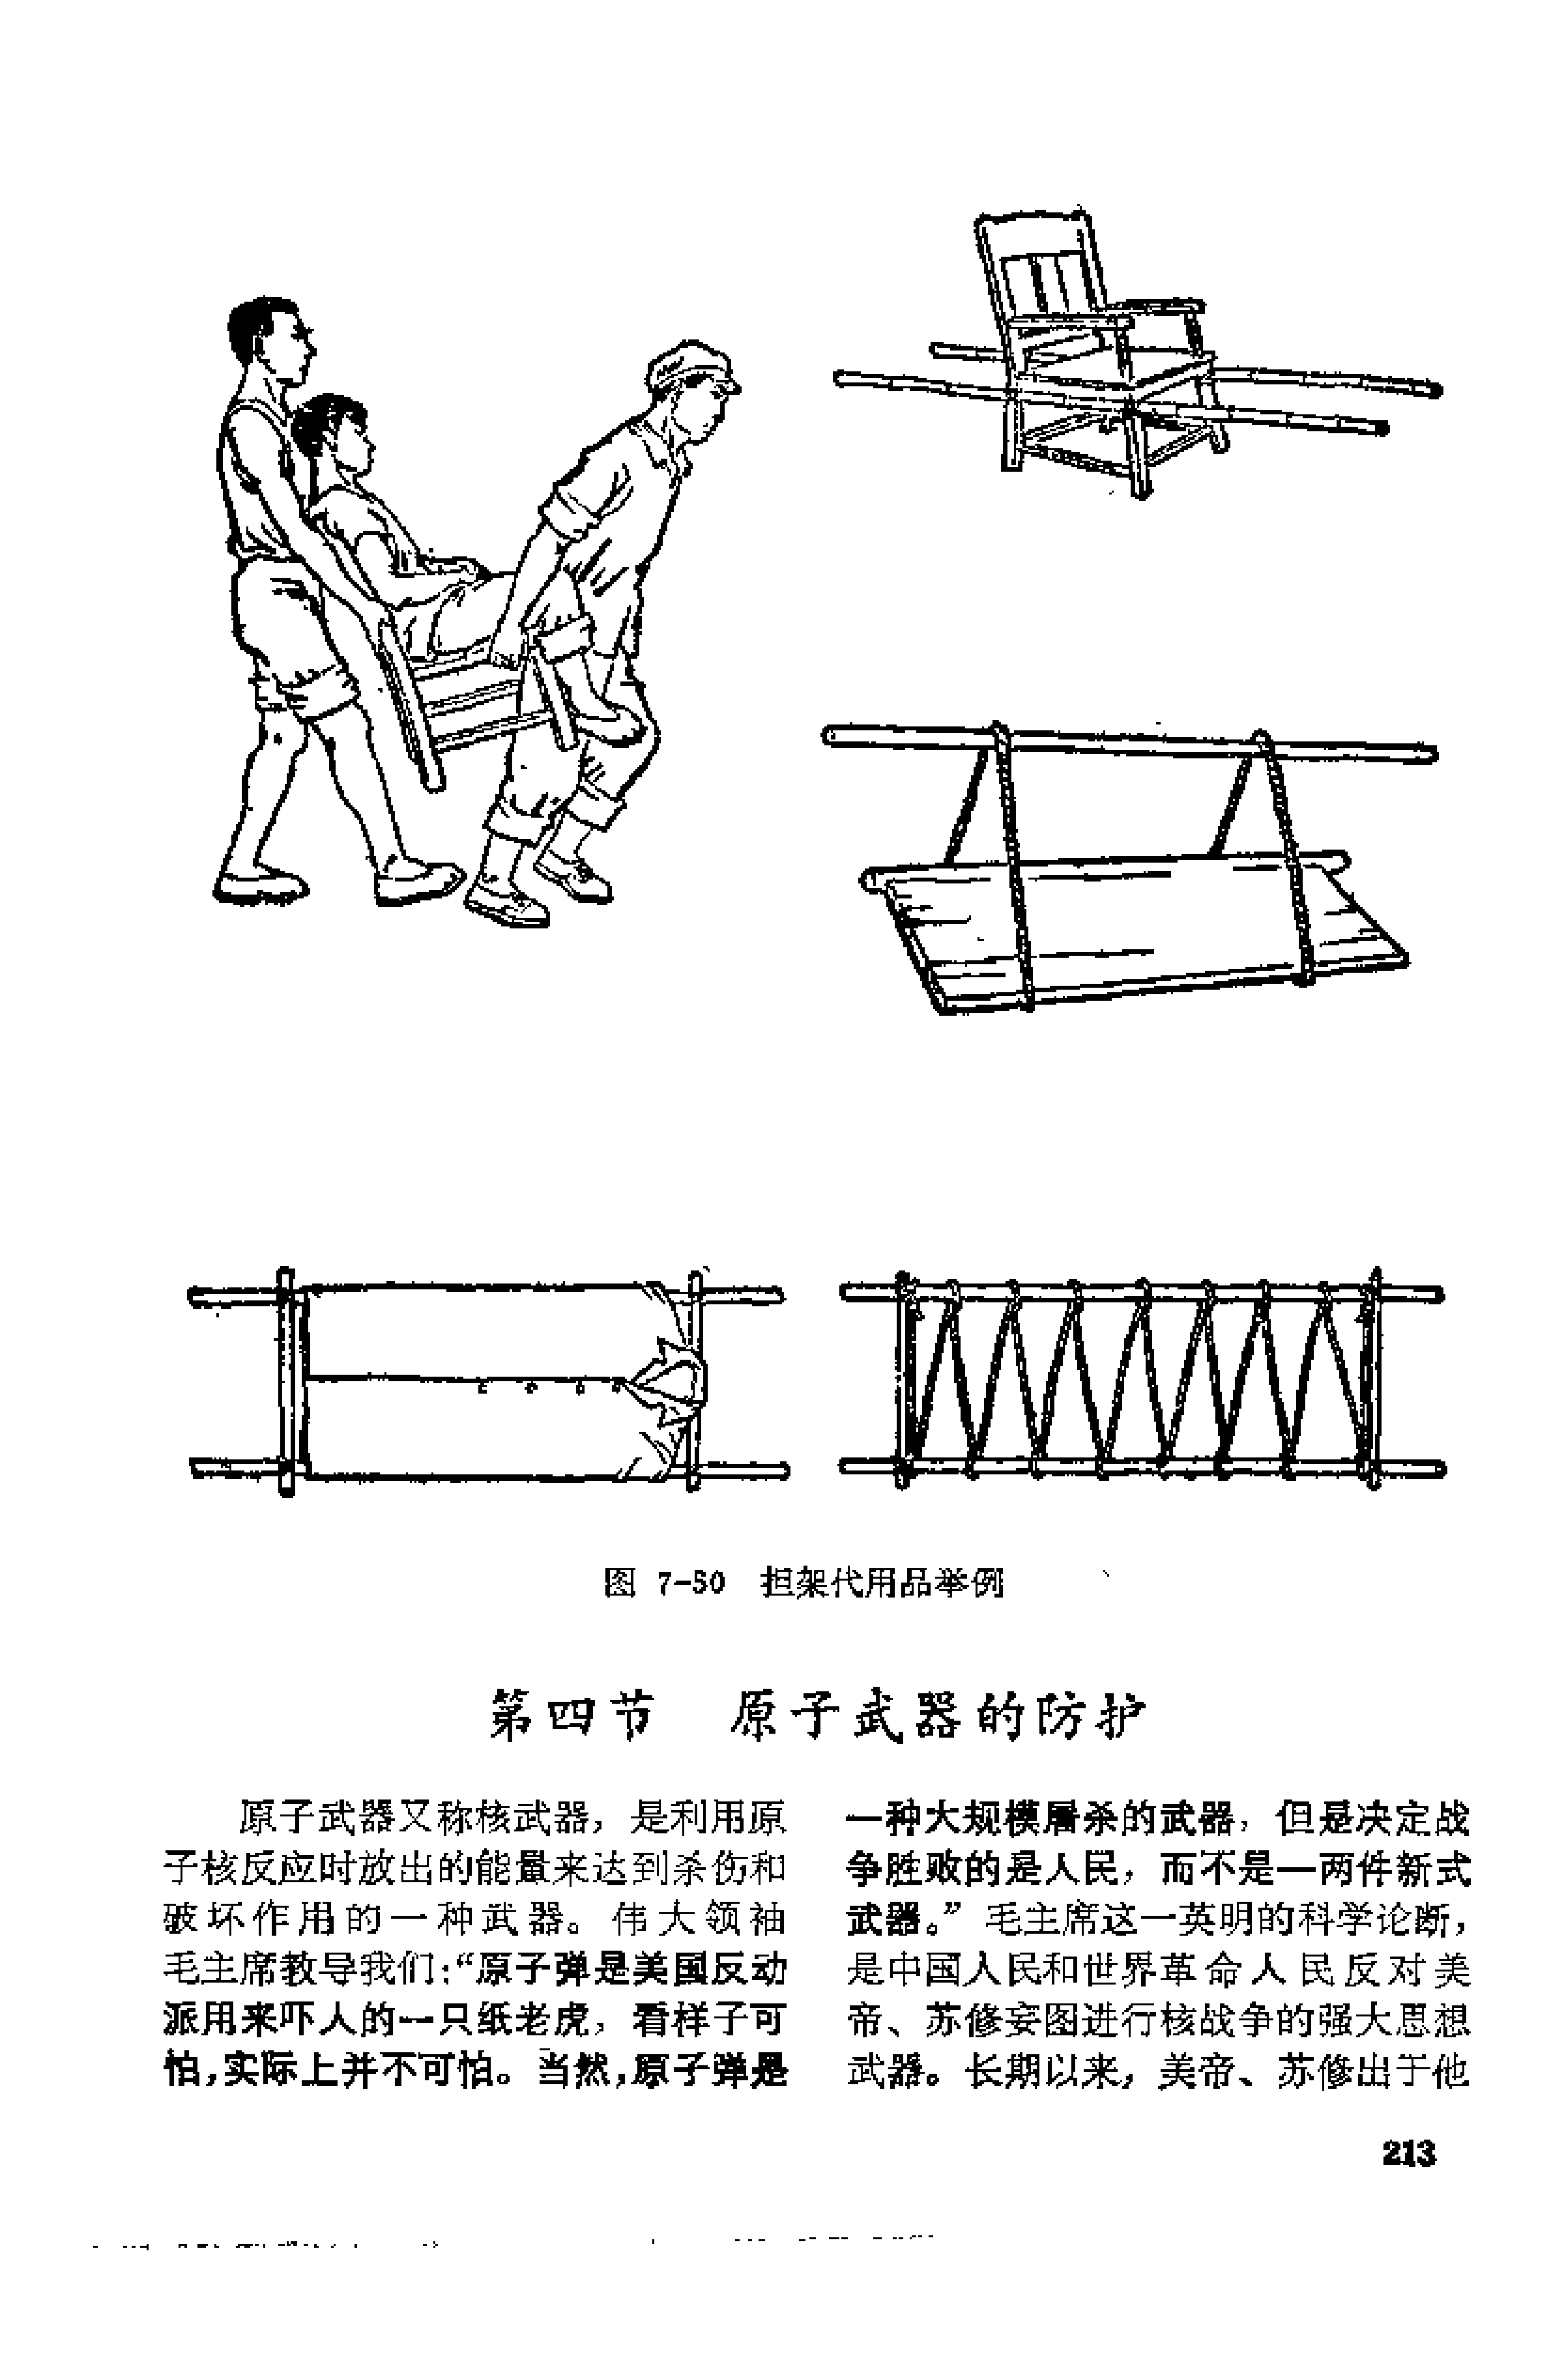 图 7-50 担架代用品举例
第四节 原子武器的防护
原子武器又称核武器，是利用原
子核反应时放出的能量来达到杀伤和
破坏作用的一种武器。伟大领袖
毛主席教导我们：“原子弹是美国反动
派用来吓人的一只纸老虎，看样子可
怕，实际上并不可怕。当然，原子弹是
一种大规模屠杀的武器，但是决定战
争胜败的是人民，而不是一两件新式
武器。”毛主席这一英明的科学论断，
是中国人民和世界革命人民反对美
帝、苏修妄图进行核战争的强大思想
武器。长期以来，美帝、苏修出于他
213